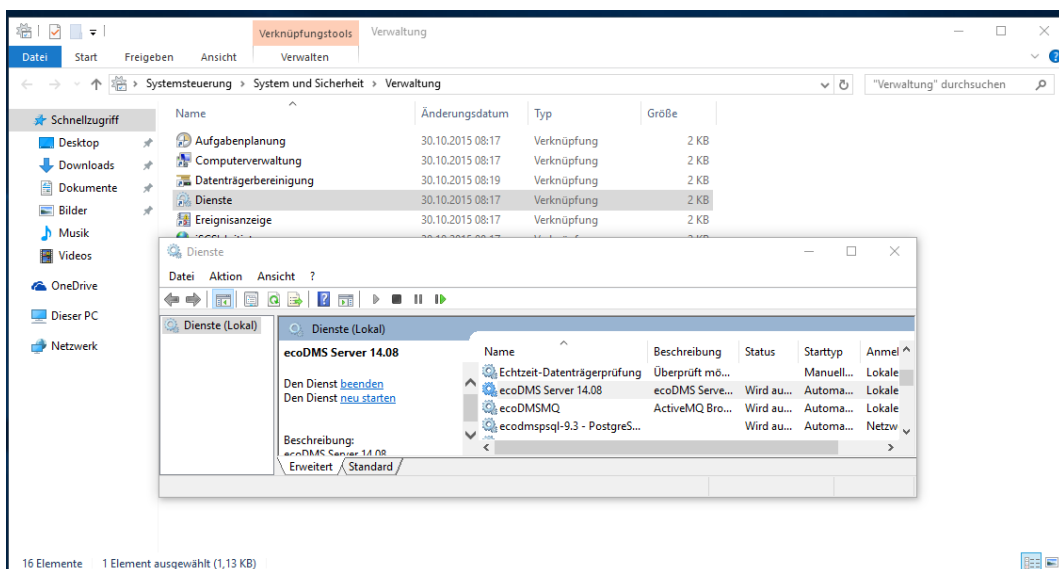 Verknüpfungstools Verwaltung
Datei Start Freigeben Ansicht Verwalten
Systemsteuerung > System und Sicherheit > Verwaltung "Verwaltung" durchsuchen
Schnellzugriff
Desktop
Downloads
Dokumente
Bilder
Musik
Videos
OneDrive
Dieser PC
Netzwerk
Name Änderungsdatum Typ Größe
Aufgabenplanung 30.10.2015 08:17 Verknüpfung 2 KB
Computerverwaltung 30.10.2015 08:17 Verknüpfung 2 KB
Datenträgerbereinigung 30.10.2015 08:19 Verknüpfung 2 KB
Dienste 30.10.2015 08:17 Verknüpfung 2 KB
Ereignisanzeige 30.10.2015 08:17 Verknüpfung 2 KB
Dienste
Datei Aktion Ansicht ?
Dienste (Lokal)
Dienste (Lokal)
ecoDMS Server 14.08
Den Dienst beenden
Den Dienst neu starten
Beschreibung:
ecoDMS Server 14.08
Name Beschreibung Status Starttyp Anmel
Echtzeit-Datenträgerprüfung Überprüft mö... Manuell... Lokale
ecoDMS Server 14.08 ecoDMS Serve... Wird au... Automa... Lokale
ecoDMSMQ ActiveMQ Bro... Wird au... Automa... Lokale
ecodmspsql-9.3 - PostgreS... Wird au... Automa... Netzw
Erweitert Standard
16 Elemente 1 Element ausgewählt (1,13 KB)